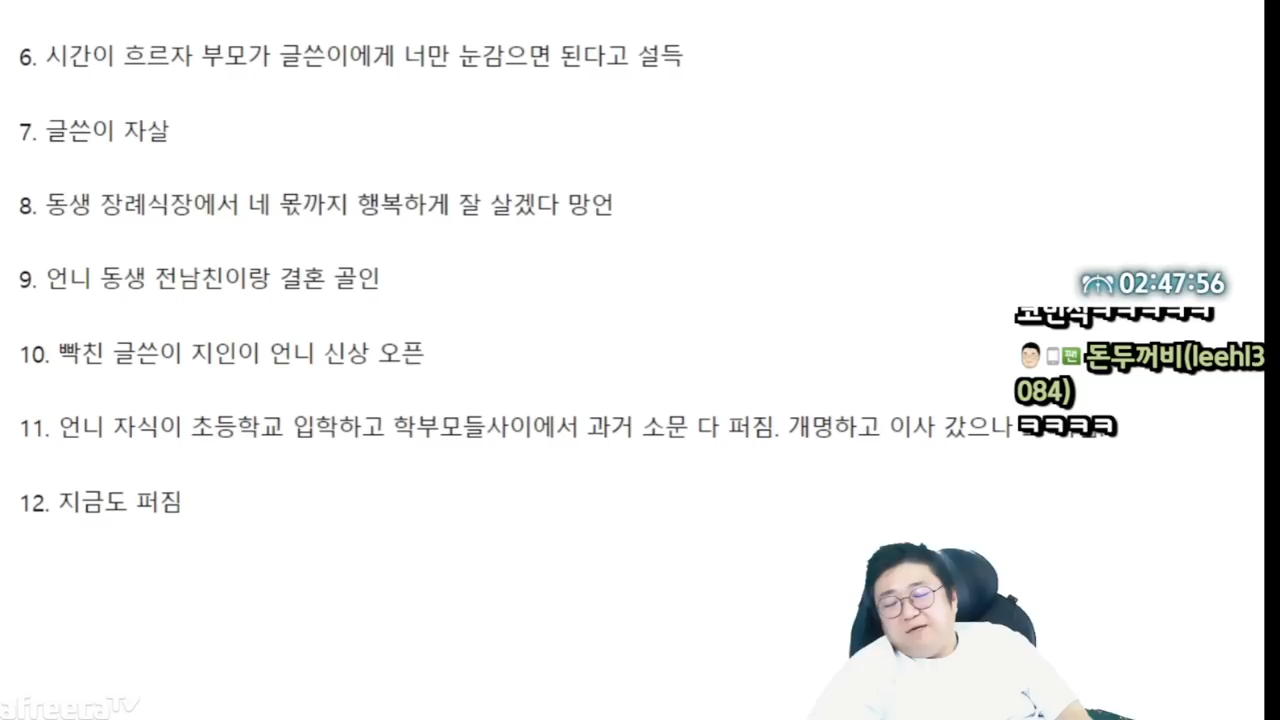 6. 시간이 흐르자 부모가 글쓴이에게 너만 눈감으면 된다고 설득
7. 글쓴이 자살
8. 동생 장례식장에서 네 몫까지 행복하게 잘 살겠다 망언
9. 언니 동생 전남친이랑 결혼 골인
02:47:56
10. 빡친 글쓴이 지인이 언니 신상 오픈
팬 돈두꺼비(leehl3
084)
11. 언니 자식이 초등학교 입학하고 학부모들사이에서 과거 소문 다 퍼짐. 개명하고 이사 갔으나
ㅋㅋㅋㅋ
12. 지금도 퍼짐
afreecaTV